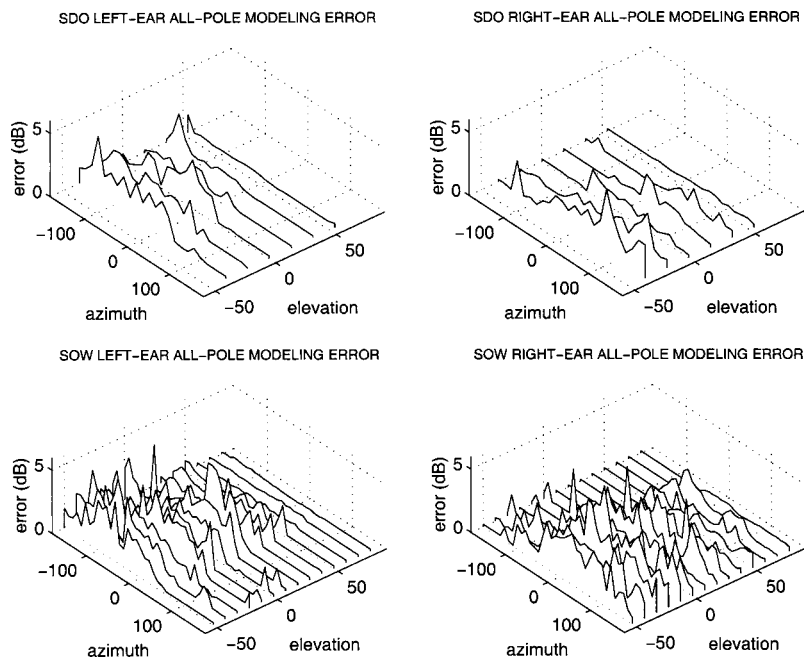 SDO LEFT-EAR ALL-POLE MODELING ERROR
5
0
error (dB)
-100
0
100
azimuth
-50
0
50
elevation
SDO RIGHT-EAR ALL-POLE MODELING ERROR
5
0
error (dB)
-100
0
100
azimuth
-50
0
50
elevation
SOW LEFT-EAR ALL-POLE MODELING ERROR
5
0
error (dB)
-100
0
100
azimuth
-50
0
50
elevation
SOW RIGHT-EAR ALL-POLE MODELING ERROR
5
0
error (dB)
-100
0
100
azimuth
-50
0
50
elevation